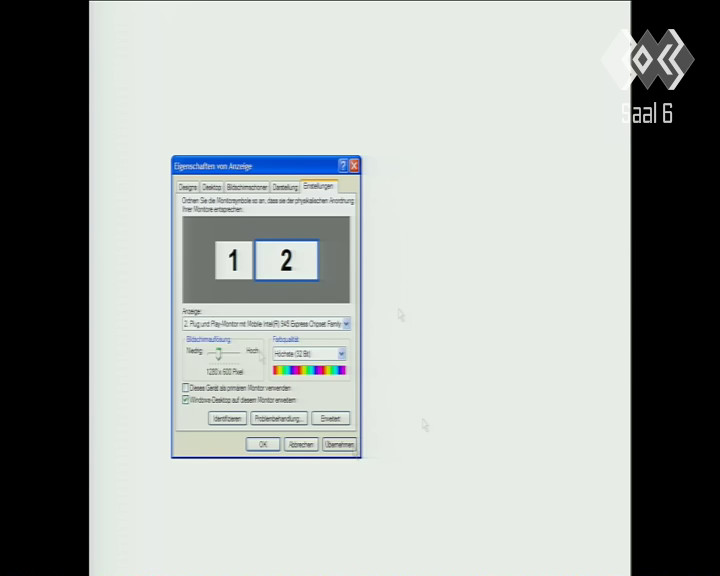 Saal 6
Eigenschaften von Anzeige
Designs Desktop Bildschirmschoner Darstellung Einstellungen
Ordnen Sie die Monitorsymbole so an, dass sie der physikalischen Anordnung
Ihrer Monitore entsprechen.
1 2
Anzeige:
2. Plug und Play-Monitor mit Mobile Intel(R) 945 Express Chipset Family
Bildschirmauflösung Farbqualität
Niedrig Hoch Höchste (32 Bit)
1280 x 600 Pixel
Dieses Gerät als primären Monitor verwenden
Windows-Desktop auf diesem Monitor erweitern
Identifizieren Problembehandlung... Erweitert
OK Abbrechen Übernehmen